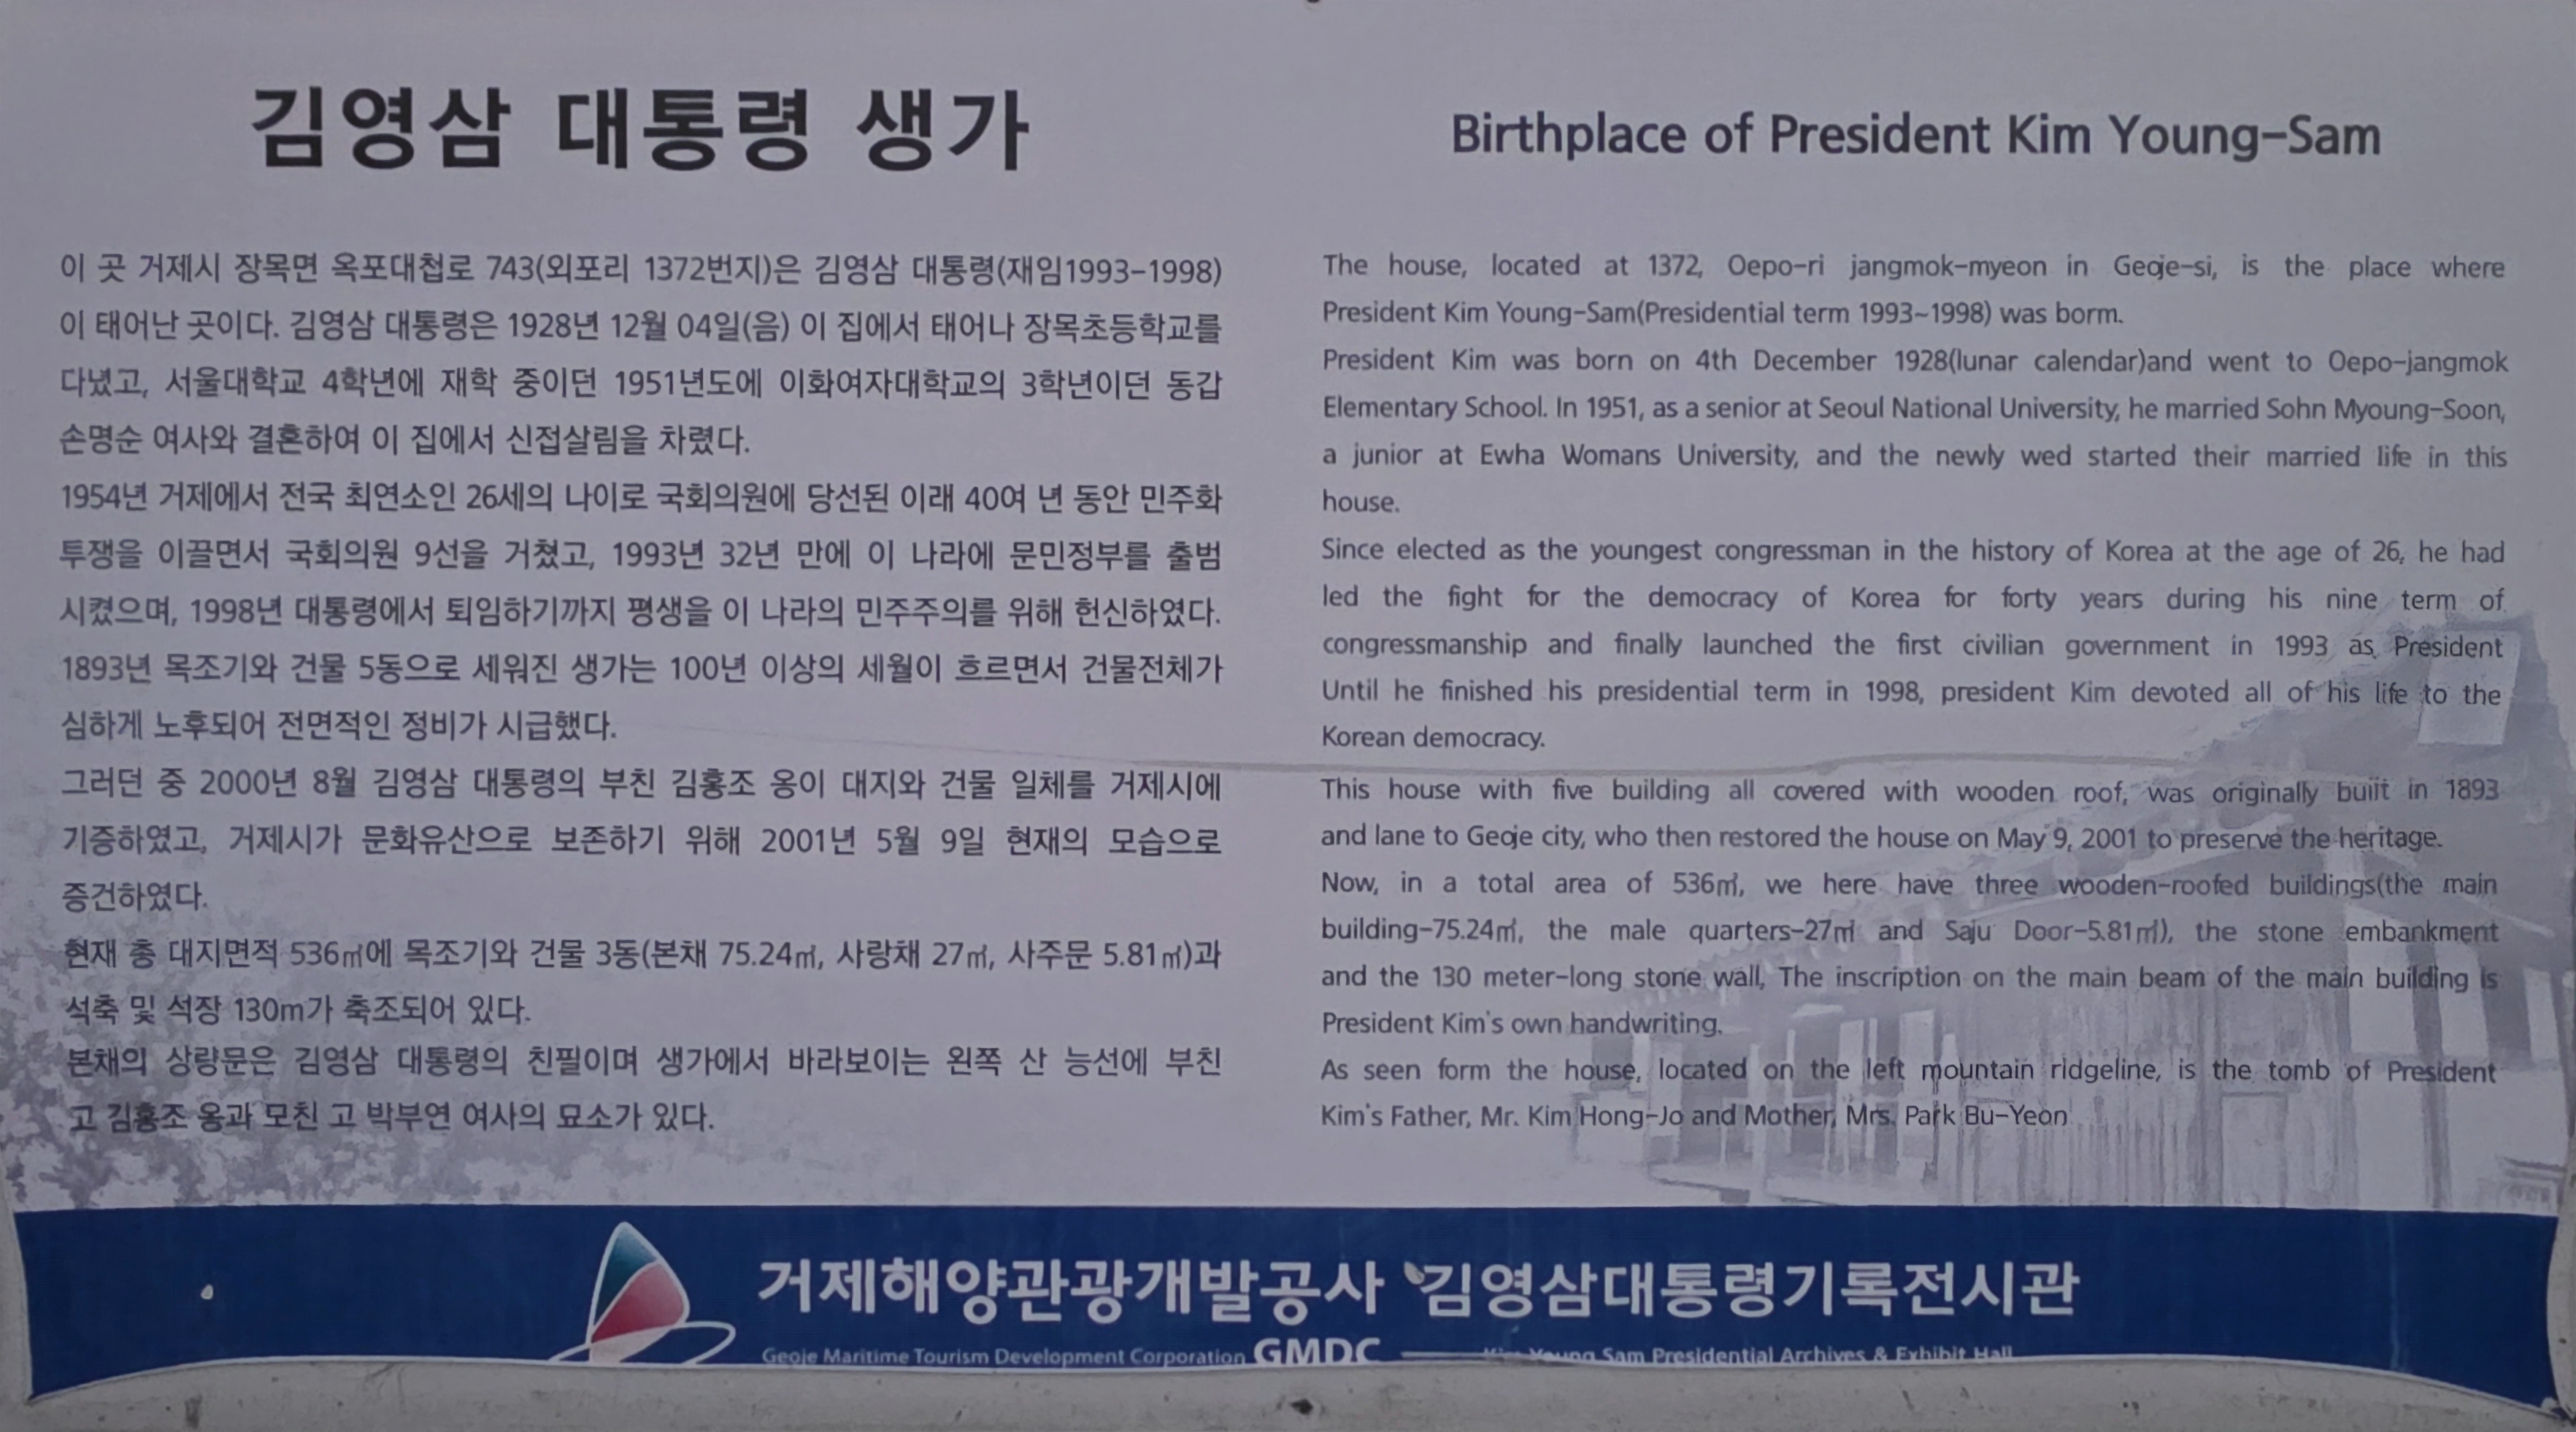 김영삼 대통령 생가
이 곳 거제시 장목면 옥포대첩로 743(외포리 1372번지)은 김영삼 대통령(재임1993-1998)
이 태어난 곳이다. 김영삼 대통령은 1928년 12월 04일(음) 이 집에서 태어나 장목초등학교를
다녔고, 서울대학교 4학년에 재학 중이던 1951년도에 이화여자대학교의 3학년이던 동갑
손명순 여사와 결혼하여 이 집에서 신접살림을 차렸다.
1954년 거제에서 전국 최연소인 26세의 나이로 국회의원에 당선된 이래 40여 년 동안 민주화
투쟁을 이끌면서 국회의원 9선을 거쳤고, 1993년 32년 만에 이 나라에 문민정부를 출범
시켰으며, 1998년 대통령에서 퇴임하기까지 평생을 이 나라의 민주주의를 위해 헌신하였다.
1893년 목조기와 건물 5동으로 세워진 생가는 100년 이상의 세월이 흐르면서 건물전체가
심하게 노후되어 전면적인 정비가 시급했다.
그러던 중 2000년 8월 김영삼 대통령의 부친 김홍조 옹이 대지와 건물 일체를 거제시에
기증하였고, 거제시가 문화유산으로 보존하기 위해 2001년 5월 9일 현재의 모습으로
증건하였다.
현재 총 대지면적 536㎡에 목조기와 건물 3동(본채 75.24㎡, 사랑채 27㎡, 사주문 5.81㎡)과
석축 및 석장 130m가 축조되어 있다.
본채의 상량문은 김영삼 대통령의 친필이며 생가에서 바라보이는 왼쪽 산 능선에 부친
고 김홍조 옹과 모친 고 박부연 여사의 묘소가 있다.
Birthplace of President Kim Young-Sam
The house, located at 1372, Oepo-ri jangmok-myeon in Geoje-si, is the place where
President Kim Young-Sam(Presidential term 1993~1998) was borm.
President Kim was born on 4th December 1928(lunar calendar)and went to Oepo-jangmok
Elementary School. In 1951, as a senior at Seoul National University, he married Sohn Myoung-Soon,
a junior at Ewha Womans University, and the newly wed started their married life in this
house.
Since elected as the youngest congressman in the history of Korea at the age of 26, he had
led the fight for the democracy of Korea for forty years during his nine term of
congressmanship and finally launched the first civilian government in 1993 as President
Until he finished his presidential term in 1998, president Kim devoted all of his life to the
Korean democracy.
This house with five building all covered with wooden roof, was originally built in 1893
and lane to Geoje city, who then restored the house on May 9, 2001 to preserve the heritage.
Now, in a total area of 536㎡, we here have three wooden-roofed buildings(the main
building-75.24㎡, the male quarters-27㎡ and Saju Door-5.81㎡), the stone embankment
and the 130 meter-long stone wall, The inscription on the main beam of the main building is
President Kim's own handwriting.
As seen form the house, located on the left mountain ridgeline, is the tomb of President
Kim's Father, Mr. Kim Hong-Jo and Mother, Mrs. Park Bu-Yeon
거제해양관광개발공사 김영삼대통령기록전시관
Geoje Maritime Tourism Development Corporation GMDC Kim Young Sam Presidential Archives & Exhibit Hall